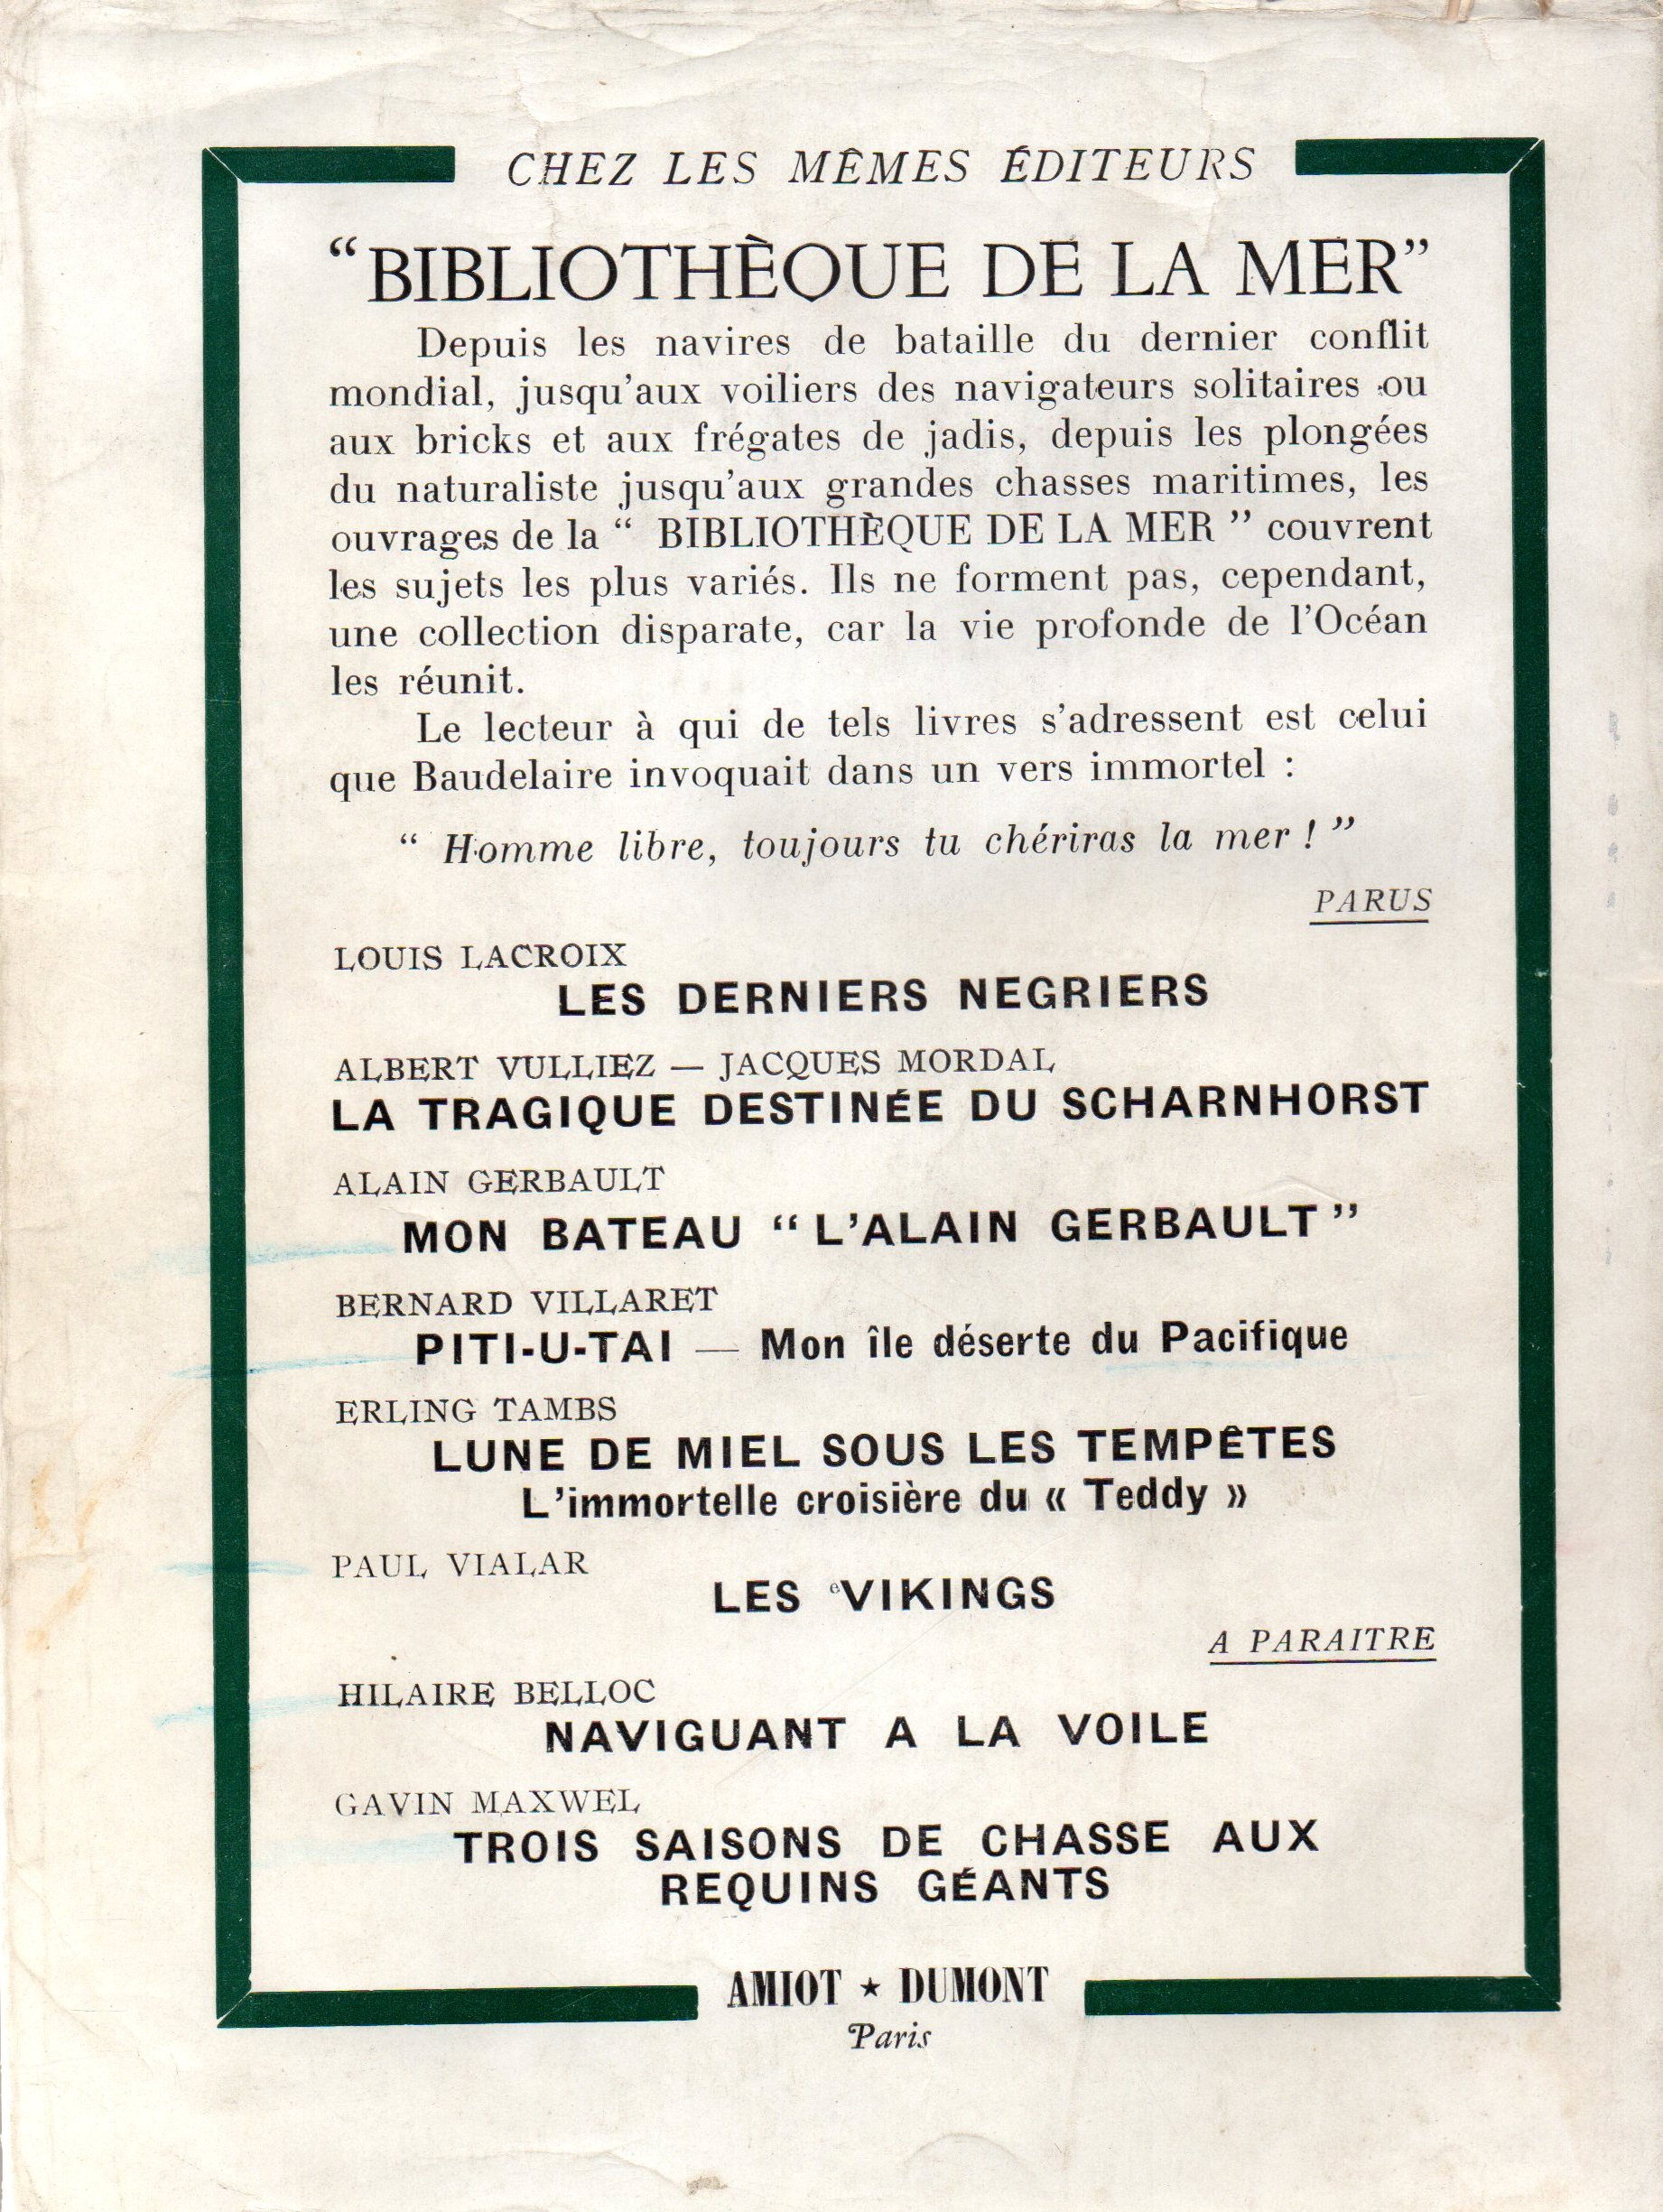 CHEZ LES MÊMES ÉDITEURS
“BIBLIOTHÈQUE DE LA MER”
Depuis les navires de bataille du dernier conflit
mondial, jusqu'aux voiliers des navigateurs solitaires ou
aux bricks et aux frégates de jadis, depuis les plongées
du naturaliste jusqu'aux grandes chasses maritimes, les
ouvrages de la “ BIBLIOTHÈQUE DE LA MER ” couvrent
les sujets les plus variés. Ils ne forment pas, cependant,
une collection disparate, car la vie profonde de l'Océan
les réunit.
Le lecteur à qui de tels livres s'adressent est celui
que Baudelaire invoquait dans un vers immortel :
“ Homme libre, toujours tu chériras la mer ! ”
PARUS
LOUIS LACROIX
LES DERNIERS NEGRIERS
ALBERT VULLIEZ — JACQUES MORDAL
LA TRAGIQUE DESTINÉE DU SCHARNHORST
ALAIN GERBAULT
MON BATEAU “ L'ALAIN GERBAULT ”
BERNARD VILLARET
PITI-U-TAI — Mon île déserte du Pacifique
ERLING TAMBS
LUNE DE MIEL SOUS LES TEMPÊTES
L'immortelle croisière du « Teddy »
PAUL VIALAR
LES VIKINGS
A PARAITRE
HILAIRE BELLOC
NAVIGUANT A LA VOILE
GAVIN MAXWEL
TROIS SAISONS DE CHASSE AUX
REQUINS GÉANTS
AMIOT ★ DUMONT
Paris